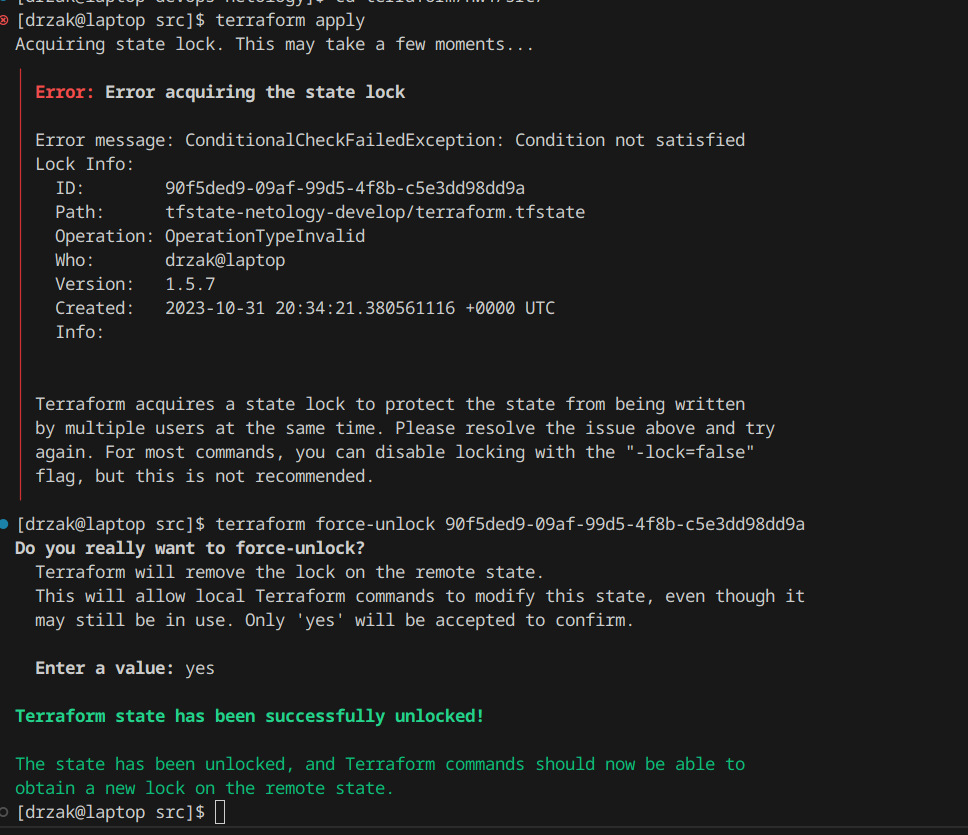 [drzak@laptop src]$ terraform apply
Acquiring state lock. This may take a few moments...
Error: Error acquiring the state lock
Error message: ConditionalCheckFailedException: Condition not satisfied
Lock Info:
  ID:        90f5ded9-09af-99d5-4f8b-c5e3dd98dd9a
  Path:      tfstate-netology-develop/terraform.tfstate
  Operation: OperationTypeInvalid
  Who:       drzak@laptop
  Version:   1.5.7
  Created:   2023-10-31 20:34:21.380561116 +0000 UTC
  Info:
Terraform acquires a state lock to protect the state from being written
by multiple users at the same time. Please resolve the issue above and try
again. For most commands, you can disable locking with the "-lock=false"
flag, but this is not recommended.
[drzak@laptop src]$ terraform force-unlock 90f5ded9-09af-99d5-4f8b-c5e3dd98dd9a
Do you really want to force-unlock?
  Terraform will remove the lock on the remote state.
  This will allow local Terraform commands to modify this state, even though it
  may still be in use. Only 'yes' will be accepted to confirm.
  Enter a value: yes
Terraform state has been successfully unlocked!
The state has been unlocked, and Terraform commands should now be able to
obtain a new lock on the remote state.
[drzak@laptop src]$